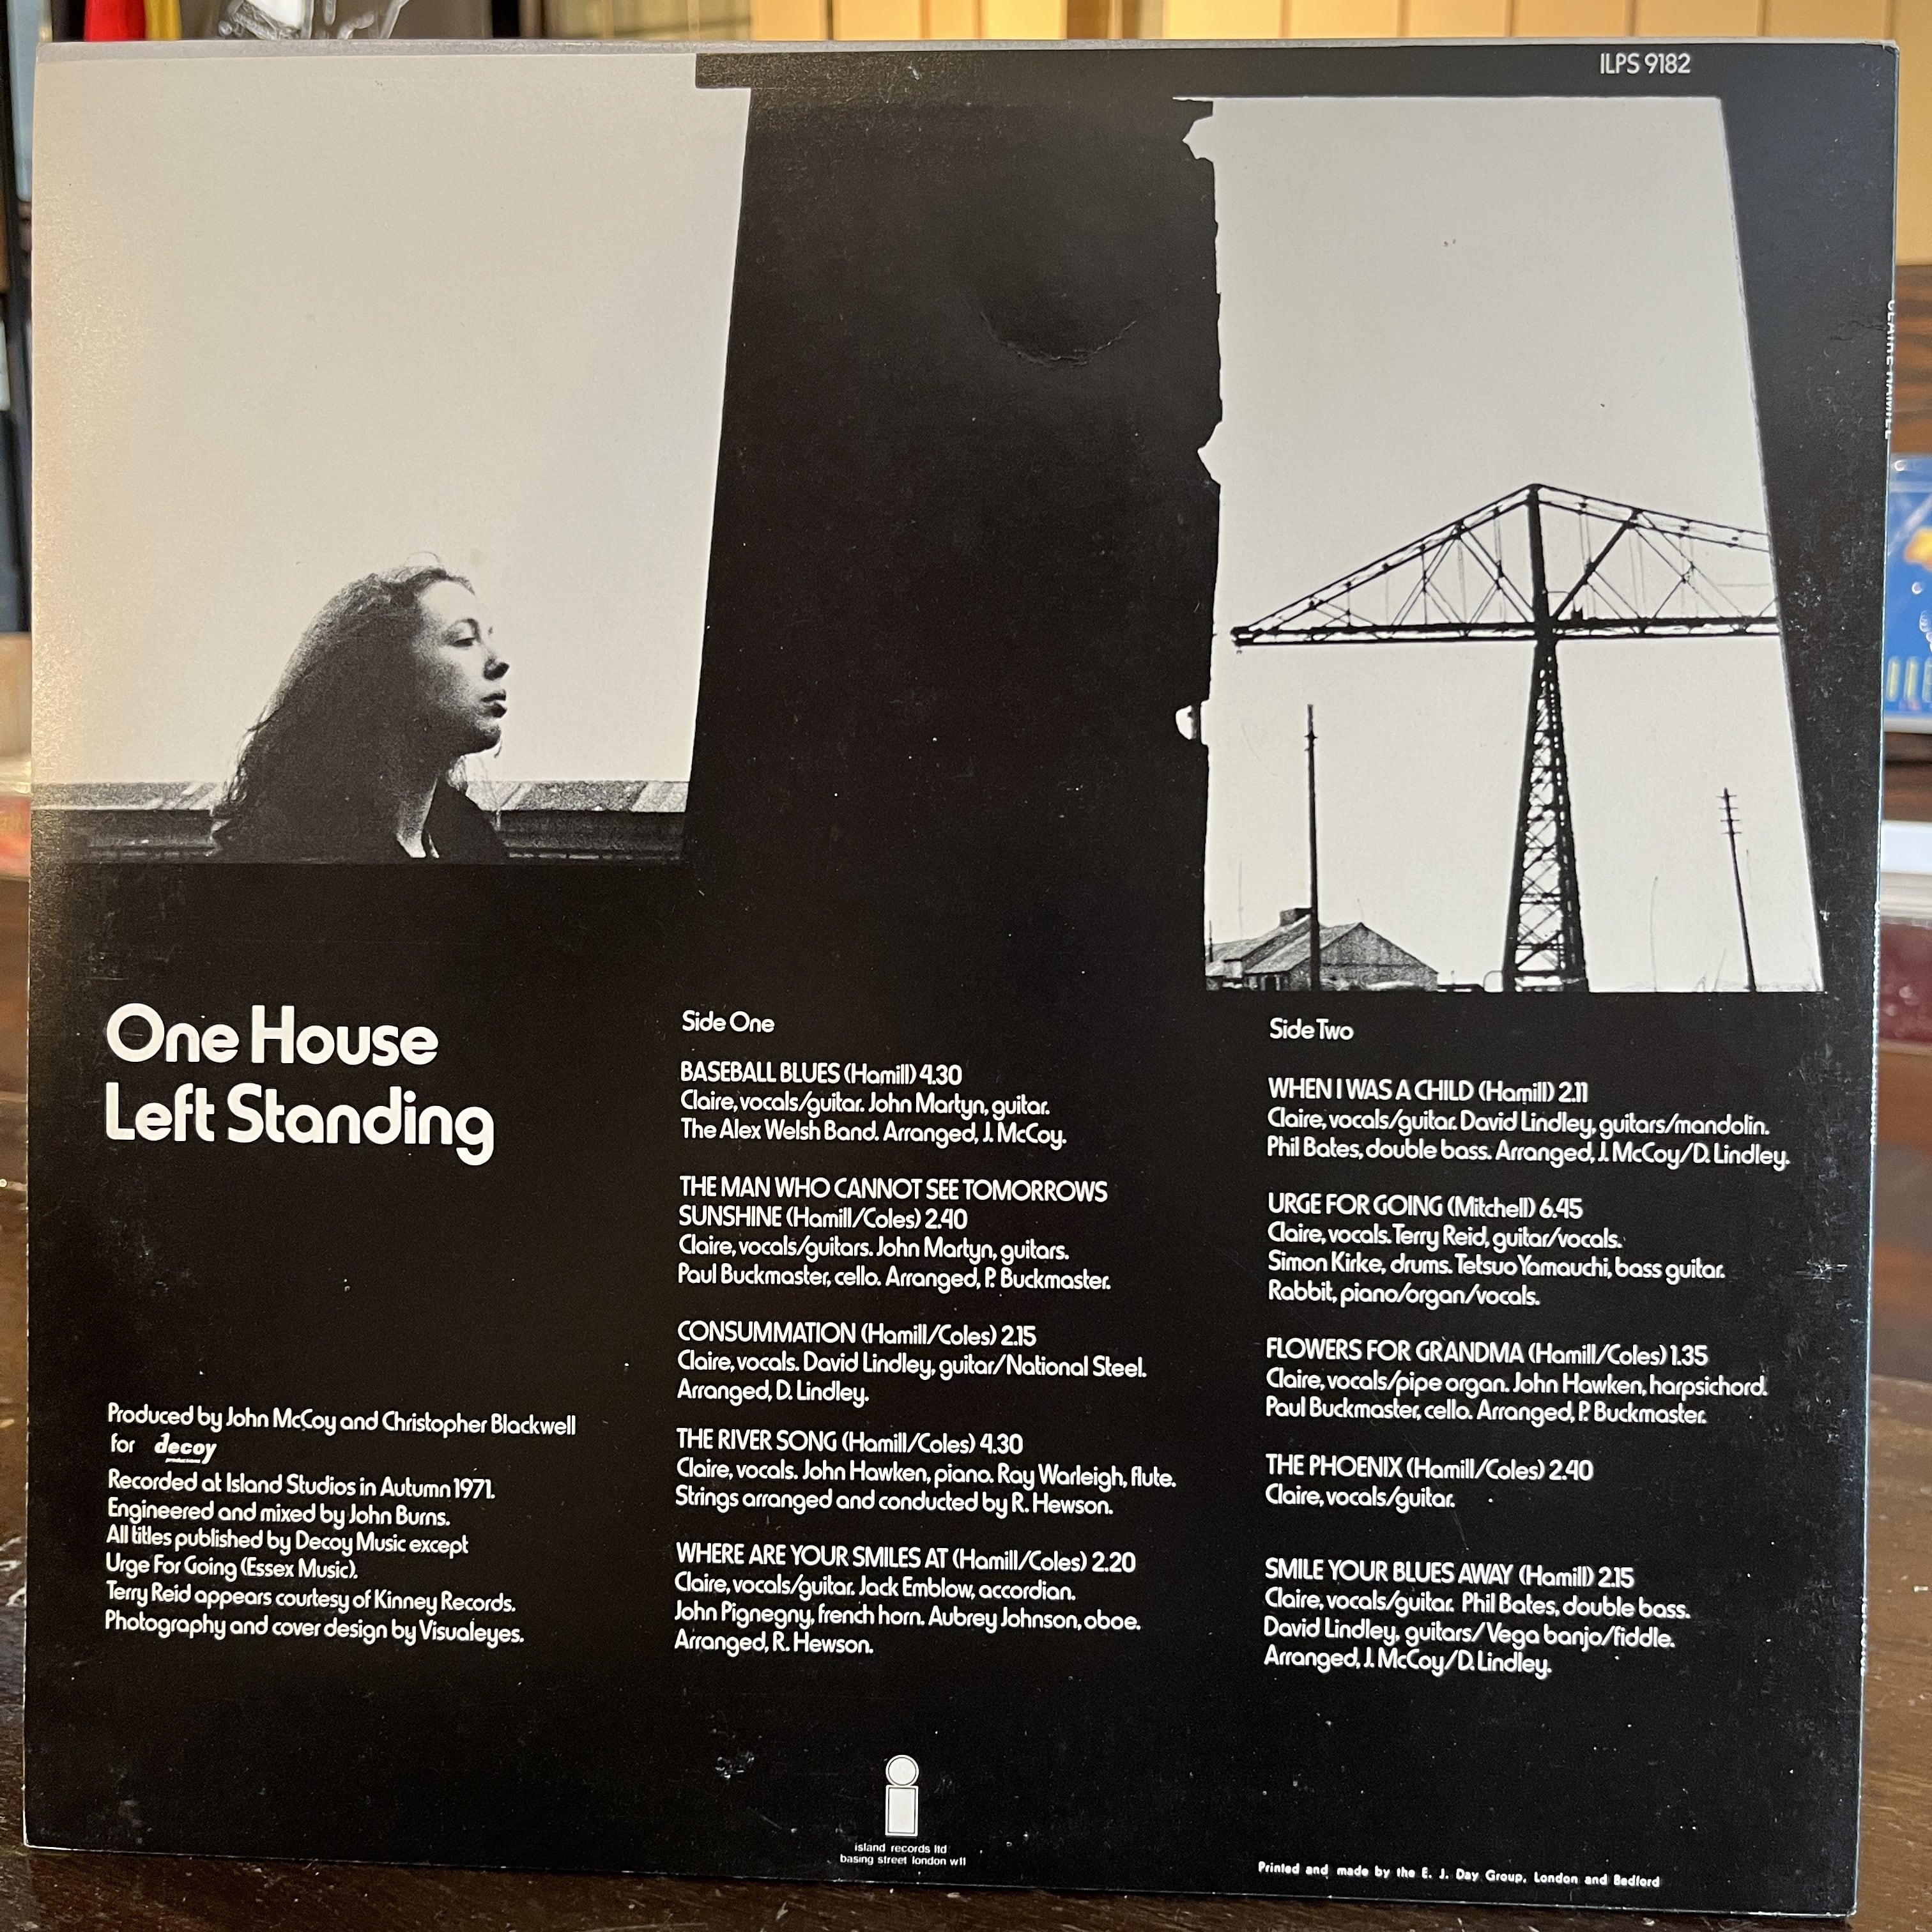 ILPS 9182
CLAIRE HAMILL
One House
Left Standing
Produced by John McCoy and Christopher Blackwell
for decoy
productions
Recorded at Island Studios in Autumn 1971.
Engineered and mixed by John Burns.
All titles published by Decoy Music except
Urge For Going (Essex Music).
Terry Reid appears courtesy of Kinney Records.
Photography and cover design by Visualeyes.
Side One
BASEBALL BLUES (Hamill) 4.30
Claire, vocals/guitar. John Martyn, guitar.
The Alex Welsh Band. Arranged, J. McCoy.
THE MAN WHO CANNOT SEE TOMORROWS
SUNSHINE (Hamill/Coles) 2.40
Claire, vocals/guitars. John Martyn, guitars.
Paul Buckmaster, cello. Arranged, P. Buckmaster.
CONSUMMATION (Hamill/Coles) 2.15
Claire, vocals. David Lindley, guitar/National Steel.
Arranged, D. Lindley.
THE RIVER SONG (Hamill/Coles) 4.30
Claire, vocals. John Hawken, piano. Ray Warleigh, flute.
Strings arranged and conducted by R. Hewson.
WHERE ARE YOUR SMILES AT (Hamill/Coles) 2.20
Claire, vocals/guitar. Jack Emblow, accordian.
John Pignegny, french horn. Aubrey Johnson, oboe.
Arranged, R. Hewson.
Side Two
WHEN I WAS A CHILD (Hamill) 2.11
Claire, vocals/guitar. David Lindley, guitars/mandolin.
Phil Bates, double bass. Arranged, J. McCoy/D. Lindley.
URGE FOR GOING (Mitchell) 6.45
Claire, vocals. Terry Reid, guitar/vocals.
Simon Kirke, drums. Tetsuo Yamauchi, bass guitar.
Rabbit, piano/organ/vocals.
FLOWERS FOR GRANDMA (Hamill/Coles) 1.35
Claire, vocals/pipe organ. John Hawken, harpsichord.
Paul Buckmaster, cello. Arranged, P. Buckmaster.
THE PHOENIX (Hamill/Coles) 2.40
Claire, vocals/guitar.
SMILE YOUR BLUES AWAY (Hamill) 2.15
Claire, vocals/guitar. Phil Bates, double bass.
David Lindley, guitars/Vega banjo/fiddle.
Arranged, J. McCoy/D. Lindley.
island records ltd
basing street london w11
Printed and made by the E. J. Day Group, London and Bedford